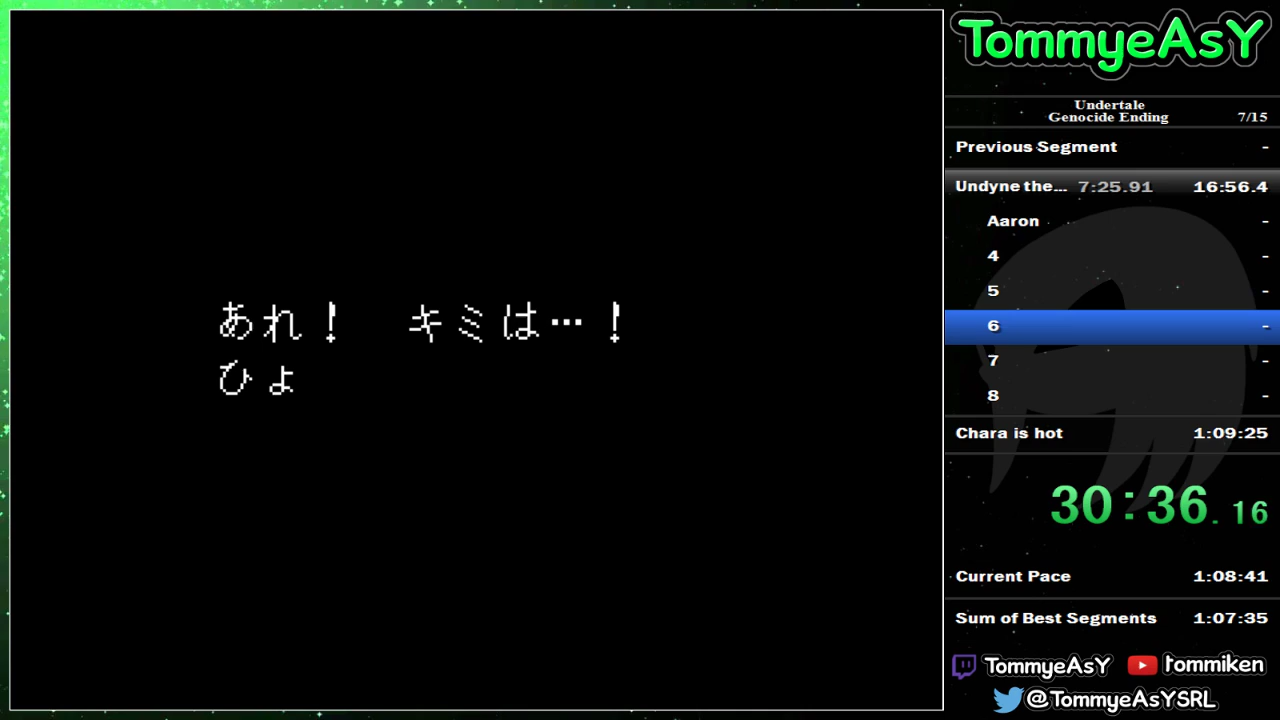 TommyeAsY
Undertale
Genocide Ending 7/15
Previous Segment -
Undyne the... 7:25.91 16:56.4
Aaron -
4 -
5 -
6 -
7 -
8 -
Chara is hot 1:09:25
30:36.16
Current Pace 1:08:41
Sum of Best Segments 1:07:35
TommyeAsY tommiken
@TommyeAsYSRL
あれ！　キミは…！
ひょ